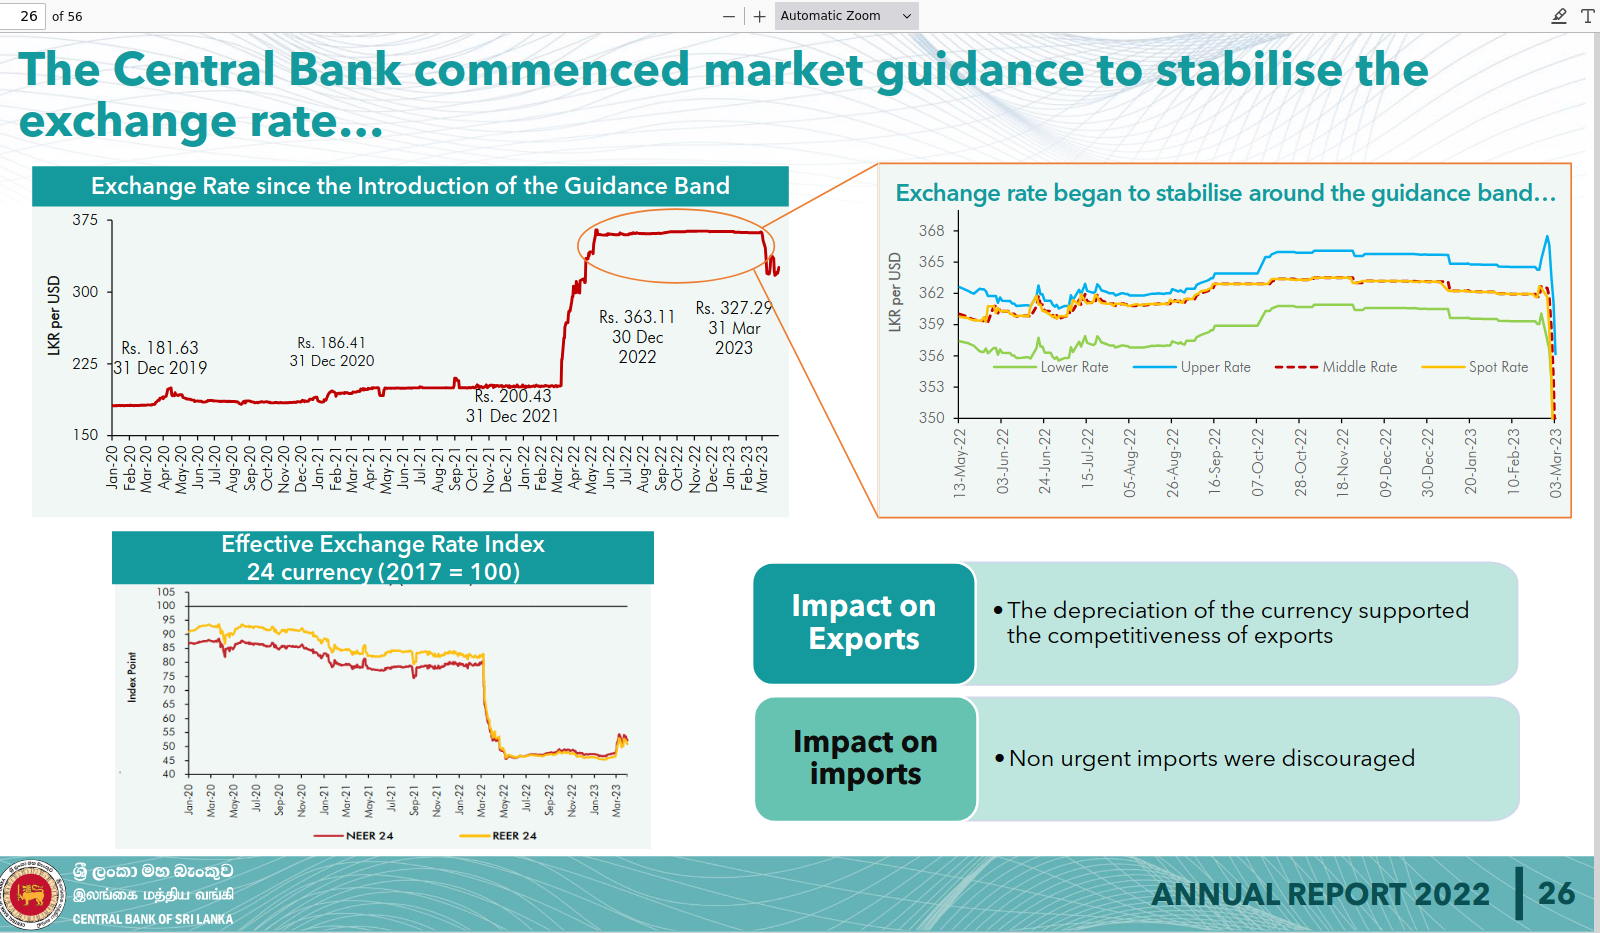 26 of 56
Automatic Zoom
The Central Bank commenced market guidance to stabilise the
exchange rate…
Exchange Rate since the Introduction of the Guidance Band
375
300
225
150
LKR per USD
Rs. 181.63
31 Dec 2019
Rs. 186.41
31 Dec 2020
Rs. 200.43
31 Dec 2021
Rs. 363.11
30 Dec
2022
Rs. 327.29
31 Mar
2023
Jan-20
Feb-20
Mar-20
Apr-20
May-20
Jun-20
Jul-20
Aug-20
Sep-20
Oct-20
Nov-20
Dec-20
Jan-21
Feb-21
Mar-21
Apr-21
May-21
Jun-21
Jul-21
Aug-21
Sep-21
Oct-21
Nov-21
Dec-21
Jan-22
Feb-22
Mar-22
Apr-22
May-22
Jun-22
Jul-22
Aug-22
Sep-22
Oct-22
Nov-22
Dec-22
Jan-23
Feb-23
Mar-23
Exchange rate began to stabilise around the guidance band…
368
365
362
359
356
353
350
LKR per USD
Lower Rate Upper Rate Middle Rate Spot Rate
13-May-22
03-Jun-22
24-Jun-22
15-Jul-22
05-Aug-22
26-Aug-22
16-Sep-22
07-Oct-22
28-Oct-22
18-Nov-22
09-Dec-22
30-Dec-22
20-Jan-23
10-Feb-23
03-Mar-23
Effective Exchange Rate Index
24 currency (2017 = 100)
105
100
95
90
85
80
75
70
65
60
55
50
45
40
Index Point
Jan-20
Mar-20
May-20
Jul-20
Sep-20
Nov-20
Jan-21
Mar-21
May-21
Jul-21
Sep-21
Nov-21
Jan-22
Mar-22
May-22
Jul-22
Sep-22
Nov-22
Jan-23
Mar-23
NEER 24 REER 24
Impact on
Exports
• The depreciation of the currency supported
the competitiveness of exports
Impact on
imports
• Non urgent imports were discouraged
ශ්‍රී ලංකා මහ බැංකුව
இலங்கை மத்திய வங்கி
CENTRAL BANK OF SRI LANKA
ANNUAL REPORT 2022 26